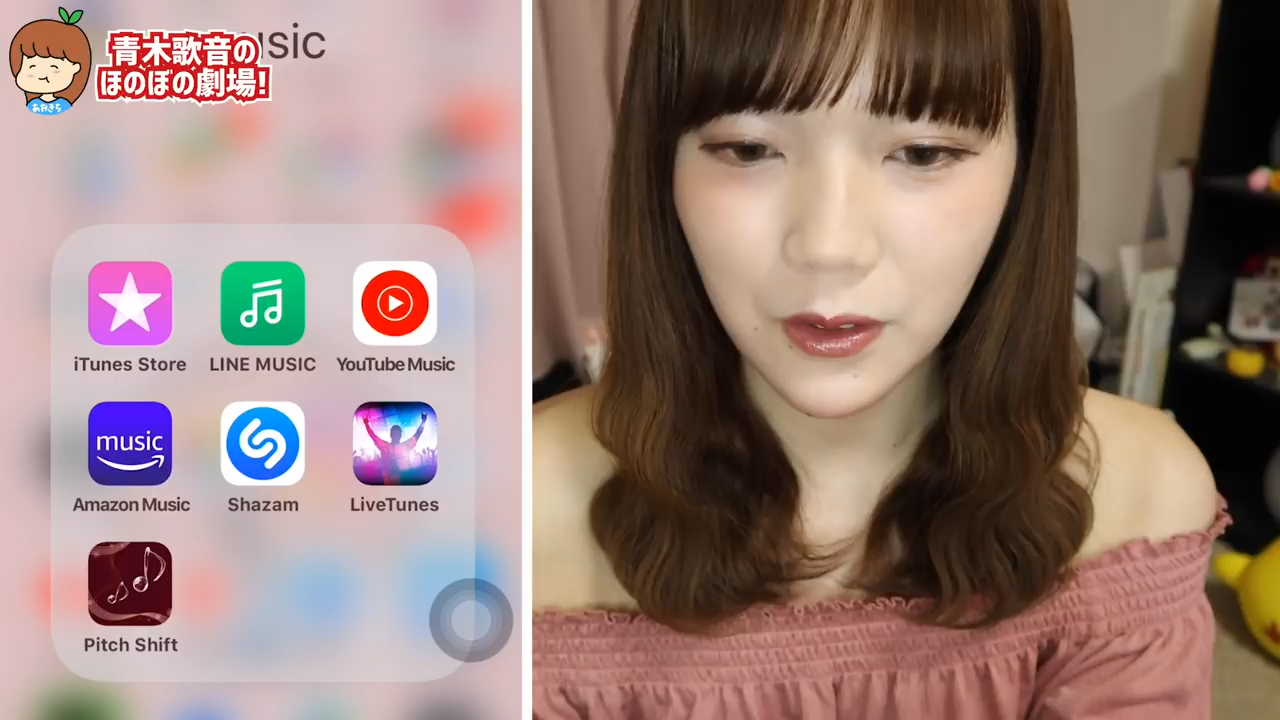 青木歌音の
ほのぼの劇場!
あおきら
iTunes Store
LINE MUSIC
YouTube Music
music
Amazon Music
Shazam
LiveTunes
Pitch Shift